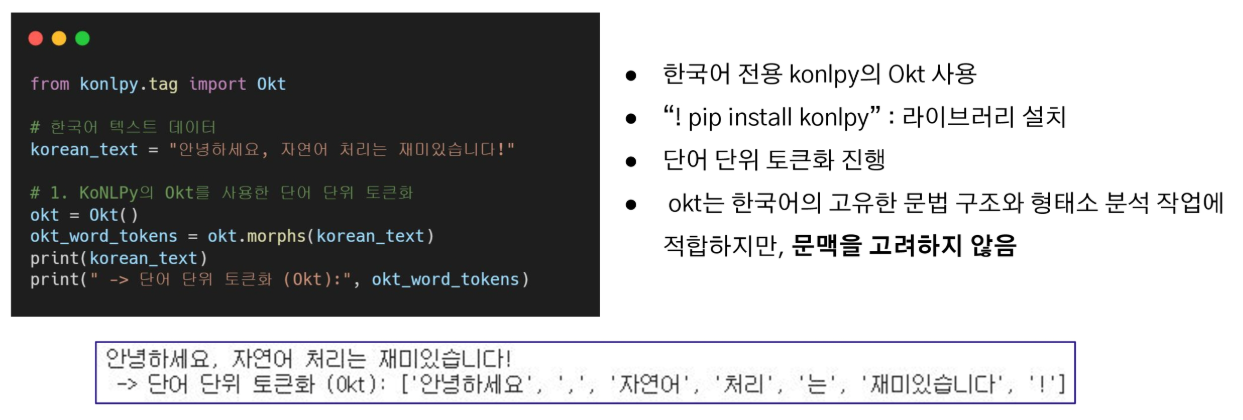 from konlpy.tag import Okt
# 한국어 텍스트 데이터
korean_text = "안녕하세요, 자연어 처리는 재미있습니다!"
# 1. KoNLPy의 Okt를 사용한 단어 단위 토큰화
okt = Okt()
okt_word_tokens = okt.morphs(korean_text)
print(korean_text)
print(" -> 단어 단위 토큰화 (Okt):", okt_word_tokens)
● 한국어 전용 konlpy의 Okt 사용
● “! pip install konlpy” : 라이브러리 설치
● 단어 단위 토큰화 진행
● okt는 한국어의 고유한 문법 구조와 형태소 분석 작업에
적합하지만, 문맥을 고려하지 않음
안녕하세요, 자연어 처리는 재미있습니다!
-> 단어 단위 토큰화 (Okt): ['안녕하세요', ',', '자연어', '처리', '는', '재미있습니다', '!']